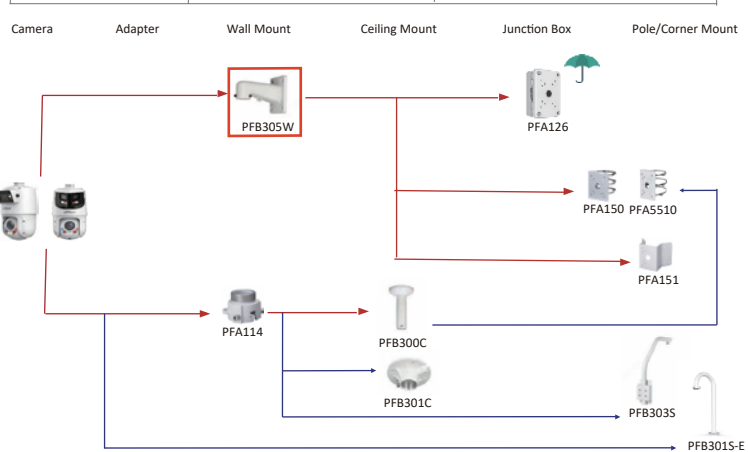 Camera Adapter Wall Mount Ceiling Mount Junction Box Pole/Corner Mount
PFB305W
PFA126
PFA150 PFA5510
PFA151
PFA114
PFB300C
PFB301C
PFB303S
PFB301S-E